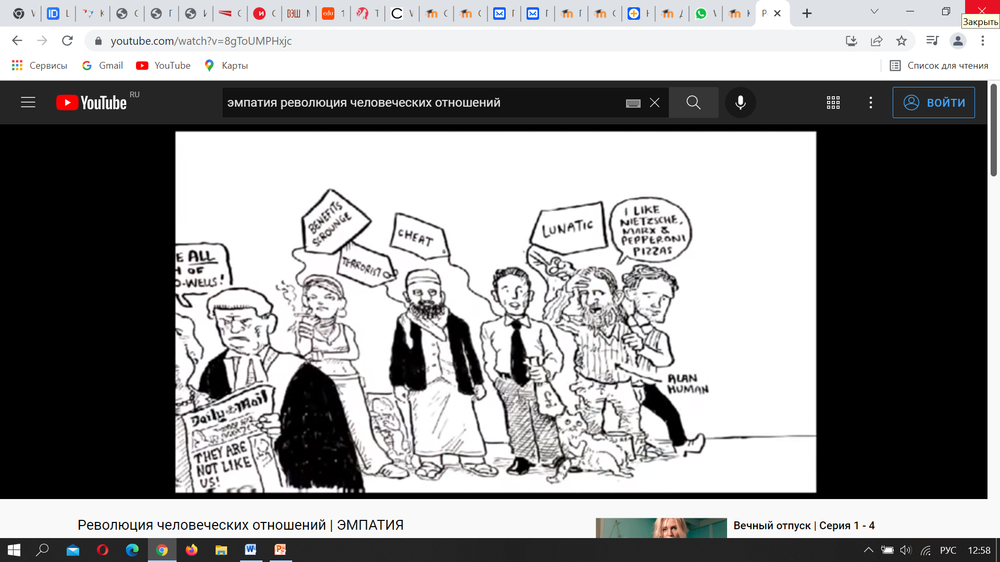 Закрыть
youtube.com/watch?v=8gToUMPHxjc
Сервисы
Gmail
YouTube
Карты
Список для чтения
YouTube
RU
эмпатия революция человеческих отношений
ВОЙТИ
E ALL
H OF
O-WELLS!
BENEFITS
SCROUNGE
TERRORIST
CHEAT
LUNATIC
I LIKE
NIETZSCHE,
MARX &
PEPPERONI
PIZZAS
ALAN
HUMAN
£
Daily Mail
THEY ARE
NOT LIKE
US!
Революция человеческих отношений | ЭМПАТИЯ
Вечный отпуск | Серия 1 - 4
РУС
12:58